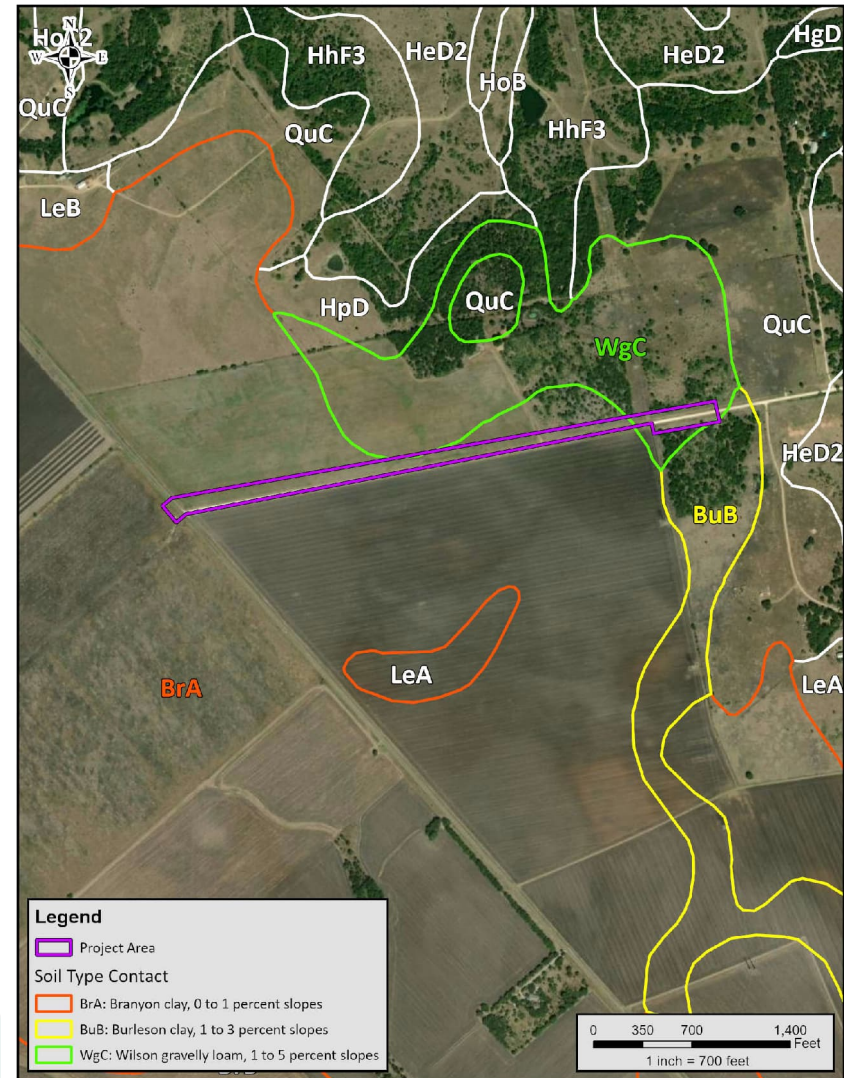 N
W E
S
HhF3
HeD2
HoB
HeD2
HgD
QuC
QuC
HhF3
LeB
HpD
QuC
WgC
QuC
HeD2
BuB
BrA
LeA
LeA
Legend
Project Area
Soil Type Contact
BrA: Branyon clay, 0 to 1 percent slopes
BuB: Burleson clay, 1 to 3 percent slopes
WgC: Wilson gravelly loam, 1 to 5 percent slopes
0 350 700 1,400
Feet
1 inch = 700 feet